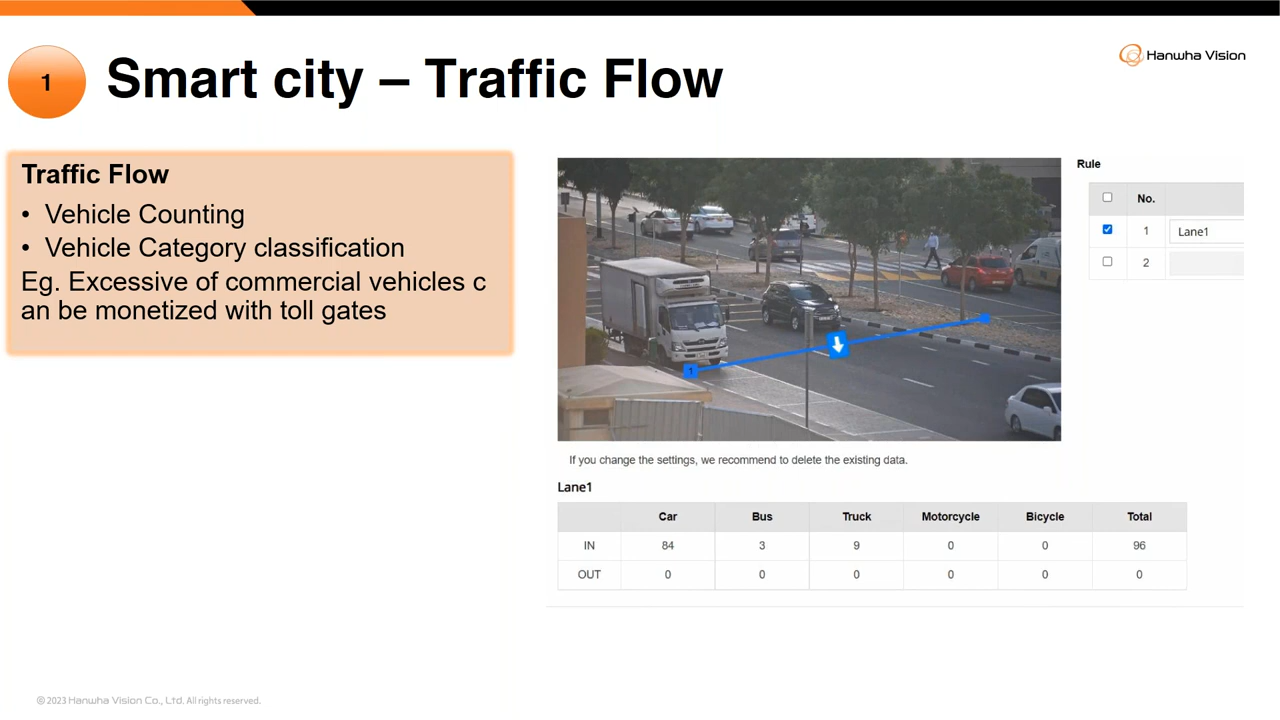 1
Smart city – Traffic Flow
Hanwha Vision
Traffic Flow
• Vehicle Counting
• Vehicle Category classification
Eg. Excessive of commercial vehicles c
an be monetized with toll gates
Rule
No.
1 Lane1
2
1
If you change the settings, we recommend to delete the existing data.
Lane1
Car Bus Truck Motorcycle Bicycle Total
IN 84 3 9 0 0 96
OUT 0 0 0 0 0 0
© 2023 Hanwha Vision Co., Ltd. All rights reserved.